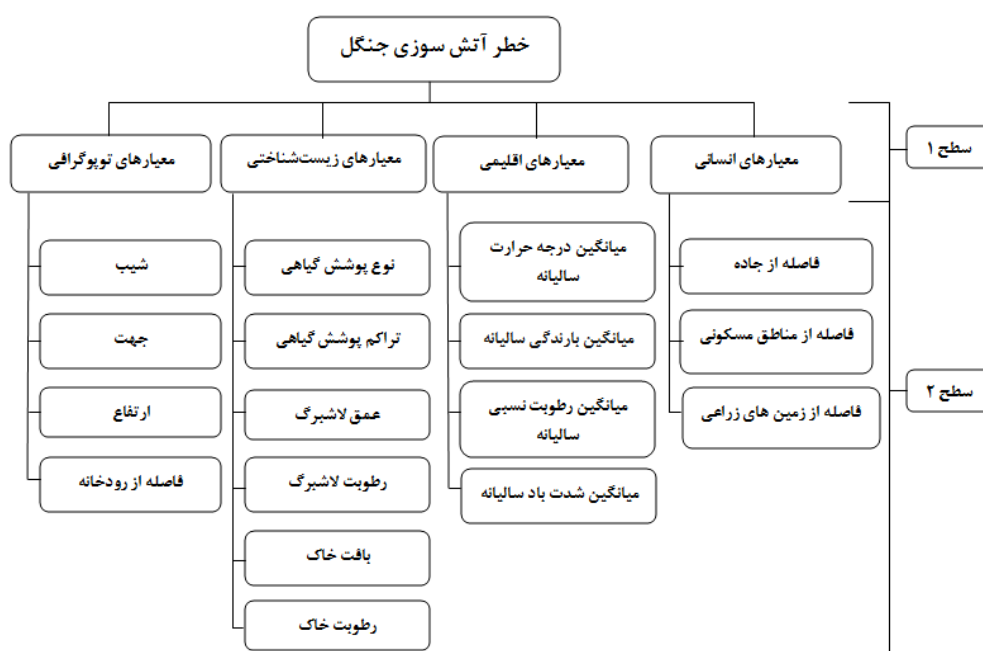 خطر آتش سوزی جنگل
سطح ۱
معیارهای انسانی
معیارهای اقلیمی
معیارهای زیست‌شناختی
معیارهای توپوگرافی
سطح ۲
فاصله از جاده
فاصله از مناطق مسکونی
فاصله از زمین های زراعی
میانگین درجه حرارت
سالیانه
میانگین بارندگی سالیانه
میانگین رطوبت نسبی
سالیانه
میانگین شدت باد سالیانه
نوع پوشش گیاهی
تراکم پوشش گیاهی
عمق لاشبرگ
رطوبت لاشبرگ
بافت خاک
رطوبت خاک
شیب
جهت
ارتفاع
فاصله از رودخانه